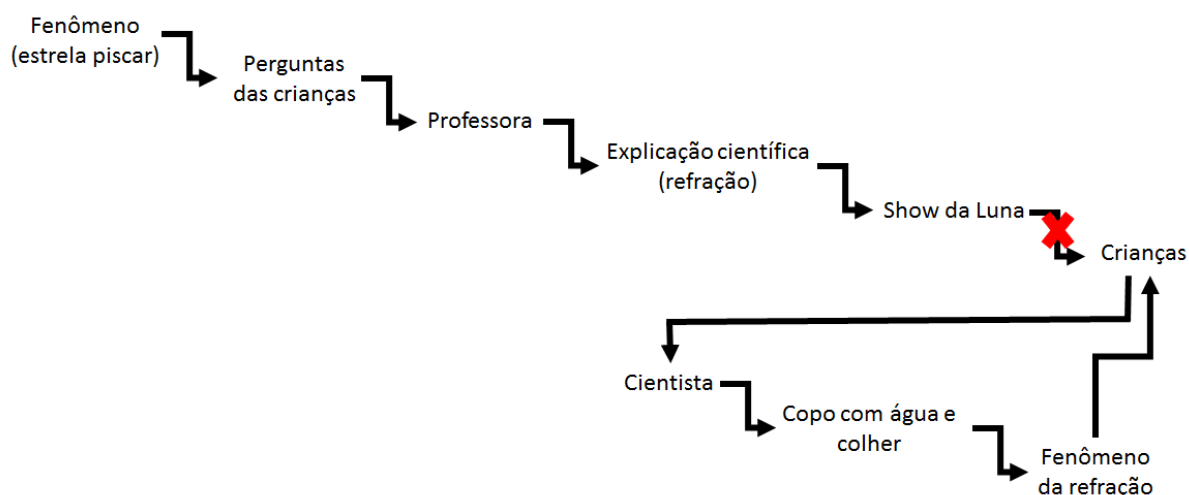 Fenômeno
(estrela piscar)
Perguntas
das crianças
Professora
Explicação científica
(refração)
Show da Luna
Crianças
Cientista
Copo com água e
colher
Fenômeno
da refração